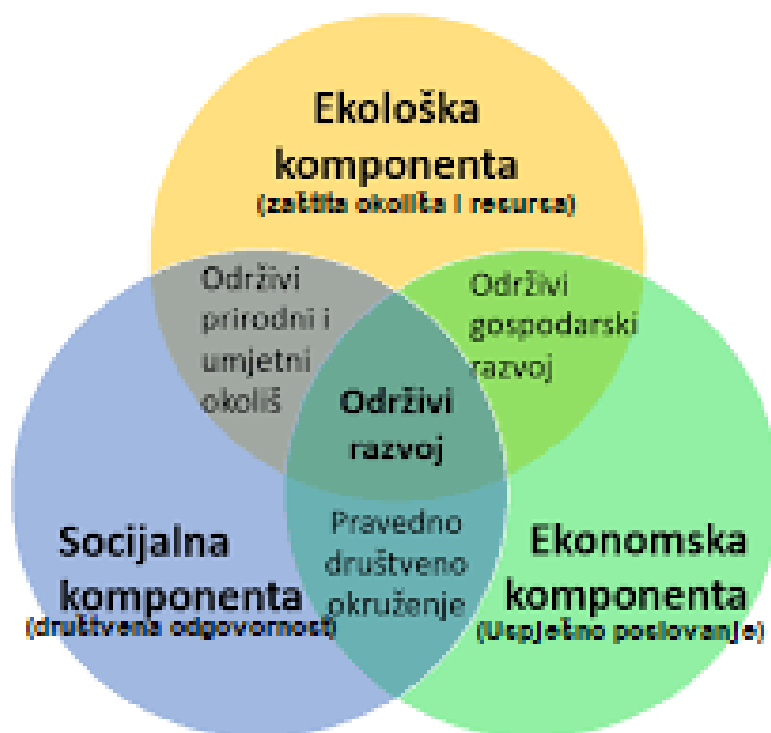 Ekološka
komponenta
(zaštita okoliša i resursa)
Održivi
prirodni i
umjetni
okoliš
Održivi
gospodarski
razvoj
Održivi
razvoj
Socijalna
komponenta
(društvena odgovornost)
Pravedno
društveno
okruženje
Ekonomska
komponenta
(Uspješno poslovanje)